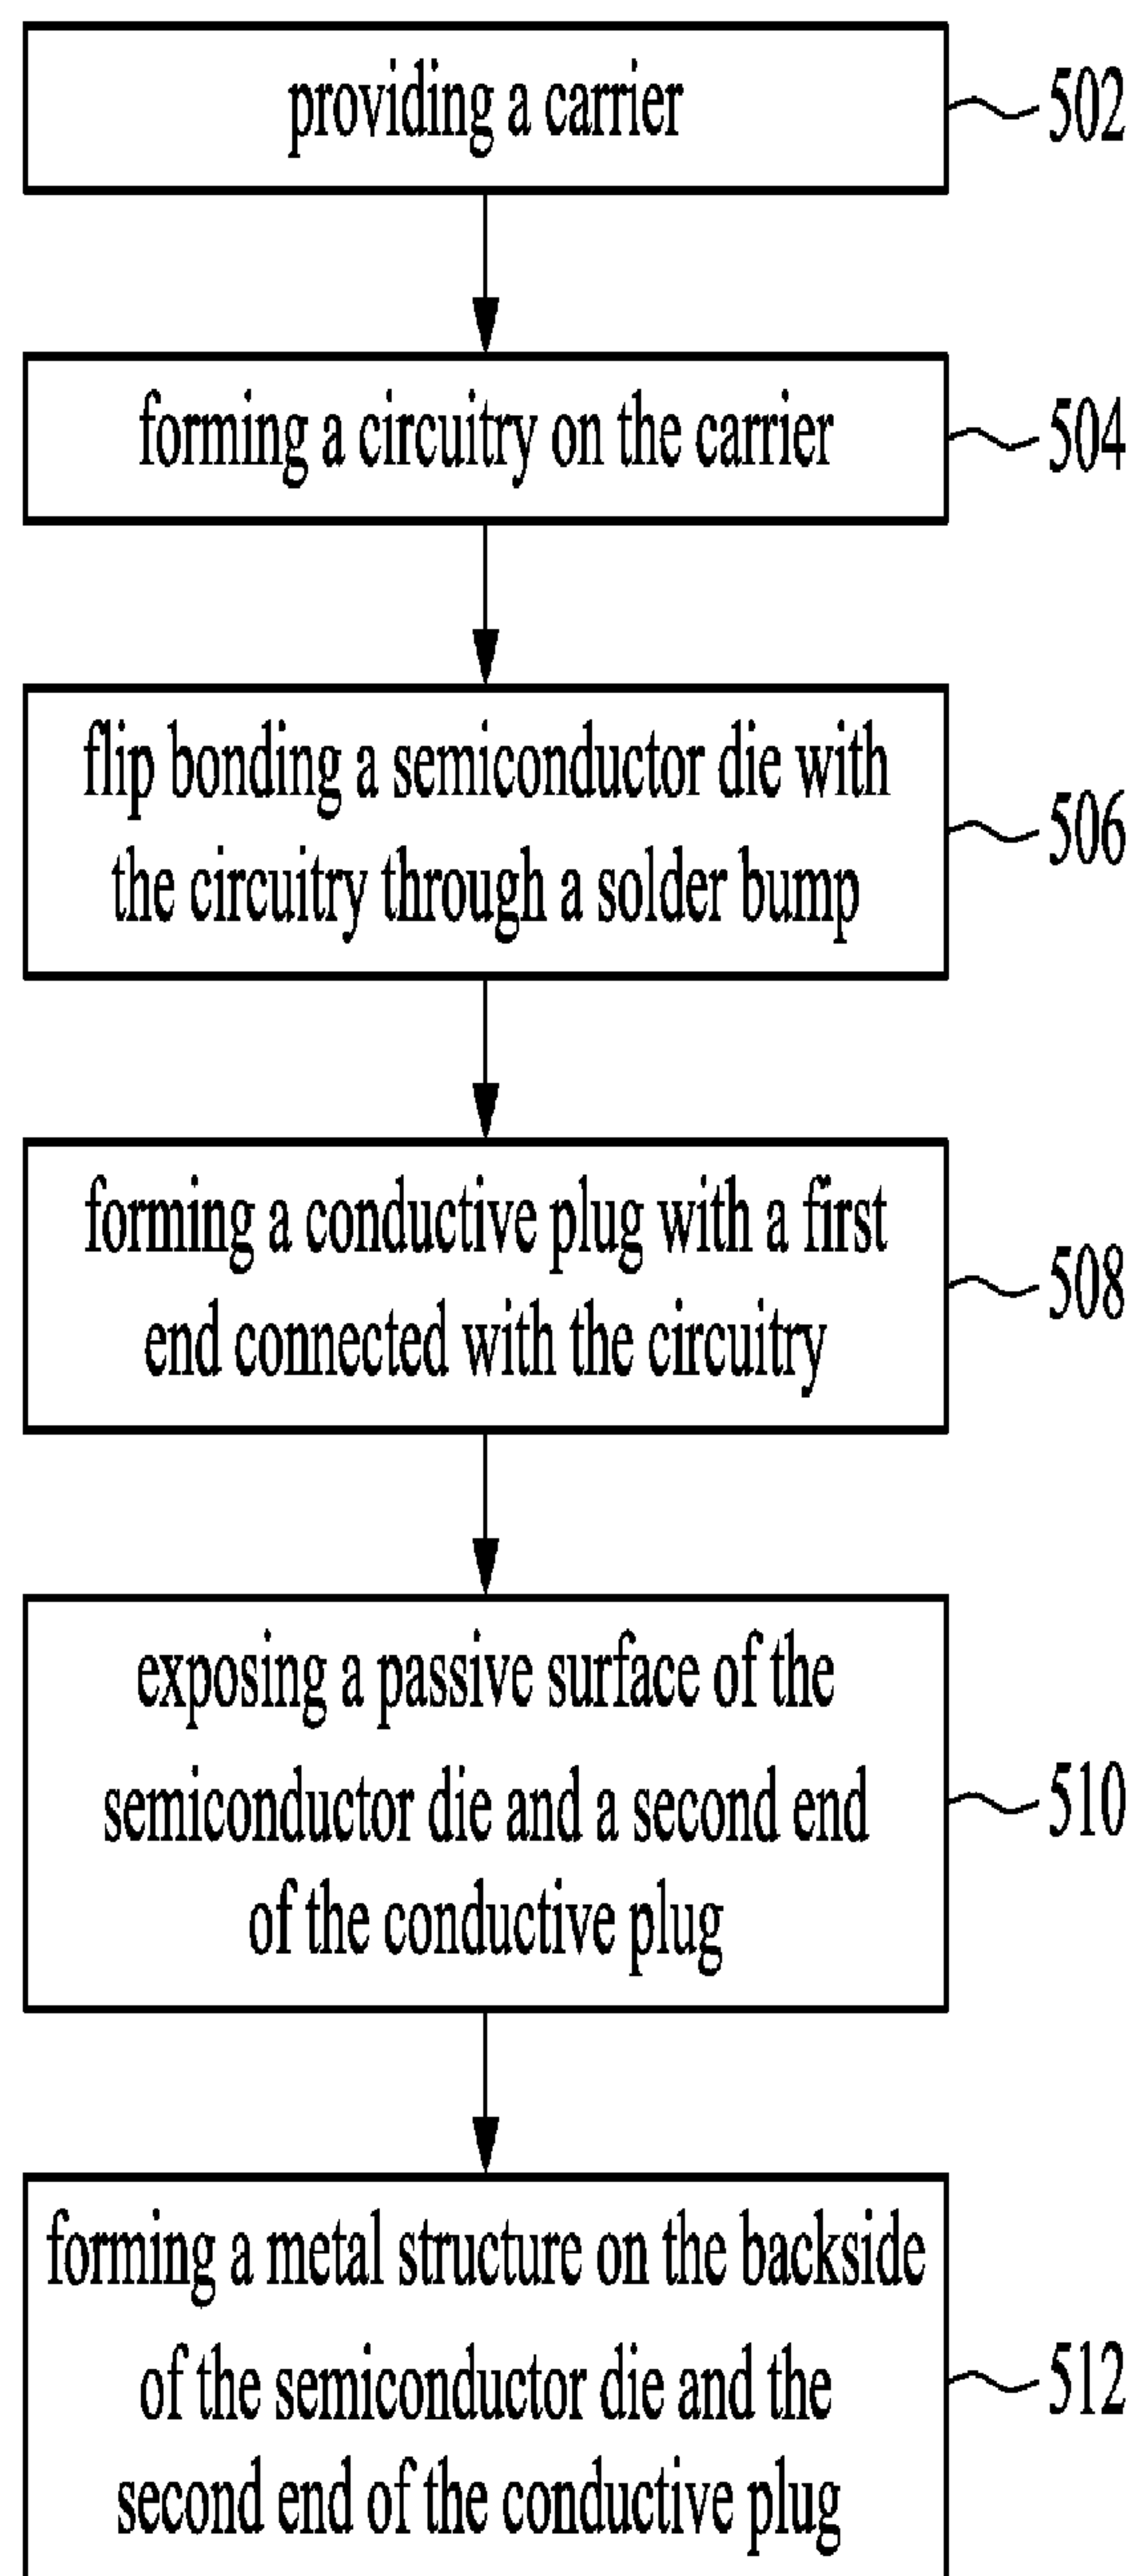 providing a carrier
502
forming a circuitry on the carrier
504
flip bonding a semiconductor die with
the circuitry through a solder bump
506
forming a conductive plug with a first
end connected with the circuitry
508
exposing a passive surface of the
semiconductor die and a second end
of the conductive plug
510
forming a metal structure on the backside
of the semiconductor die and the
second end of the conductive plug
512